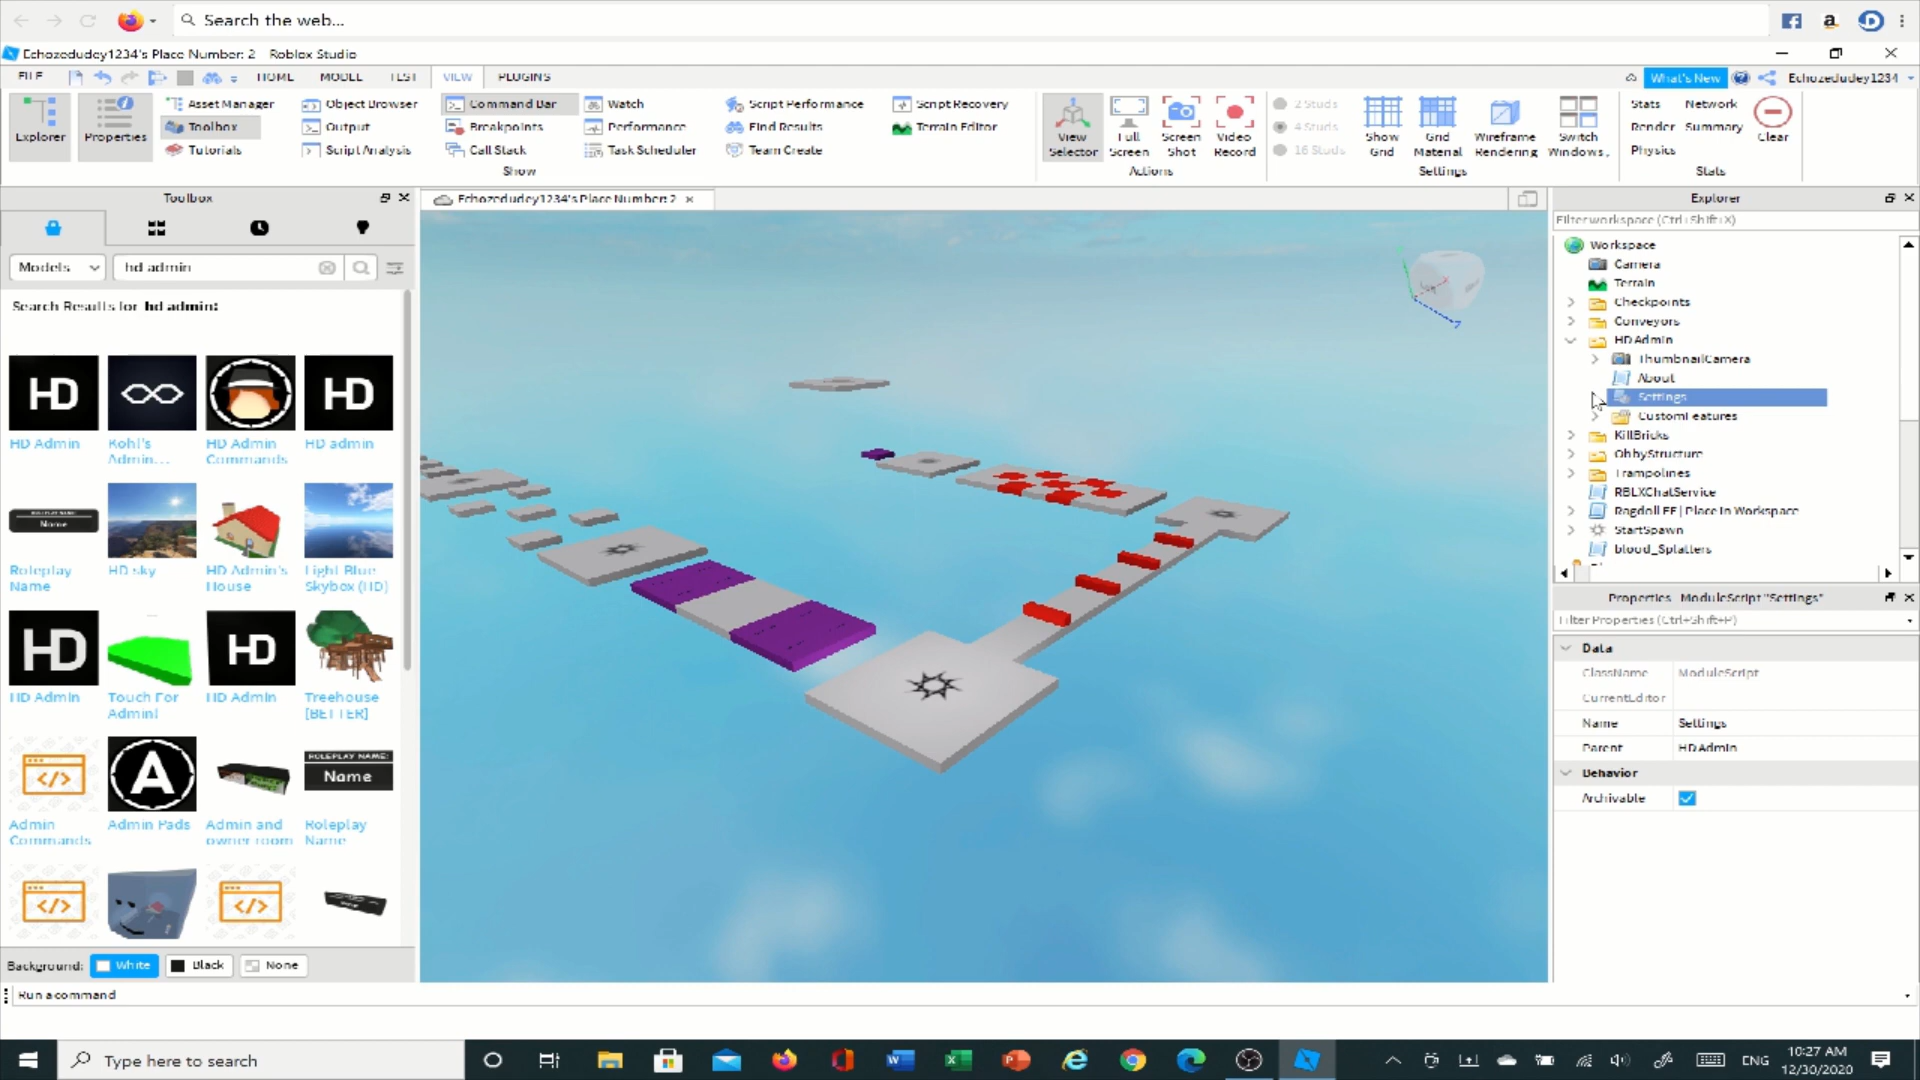 Search the web...
Echozedudey1234's Place Number: 2 - Roblox Studio
FILE HOME MODEL TEST VIEW PLUGINS What's New Echozedudey1234
Explorer
Properties
Asset Manager
Toolbox
Tutorials
Object Browser
Output
Script Analysis
Command Bar
Breakpoints
Call Stack
Watch
Performance
Task Scheduler
Script Performance
Find Results
Team Create
Script Recovery
Terrain Editor
Show
View Selector
Full Screen
Screen Shot
Video Record
Actions
2 Studs
4 Studs
16 Studs
Show Grid
Grid Material
Wireframe Rendering
Switch Windows
Settings
Stats
Network
Render
Summary
Physics
Clear
Stats
Toolbox
Models
hd admin
Search Results for hd admin:
HD
HD
HD Admin
Kohl's Admin...
HD Admin Commands
HD admin
Name
Roleplay Name
HD sky
HD Admin's House
Light Blue Skybox (HD)
HD
HD
HD Admin
Touch For Admin!
HD Admin
Treehouse [BETTER]
A
ROLEPLAY NAME:
Name
Admin Commands
Admin Pads
Admin and owner room
Roleplay Name
Background: White Black None
Run a command
Echozedudey1234's Place Number: 2
Explorer
Filter workspace (Ctrl+Shift+X)
Workspace
Camera
Terrain
Checkpoints
Conveyors
HD Admin
ThumbnailCamera
About
Settings
CustomFeatures
KillBricks
ObbyStructure
Trampolines
RBLXChatService
Ragdoll FE | Place In Workspace
StartSpawn
blood_Splatters
Properties - ModuleScript "Settings"
Filter Properties (Ctrl+Shift+P)
Data
ClassName ModuleScript
CurrentEditor
Name Settings
Parent HD Admin
Behavior
Archivable
Type here to search
ENG
10:27 AM
12/30/2020